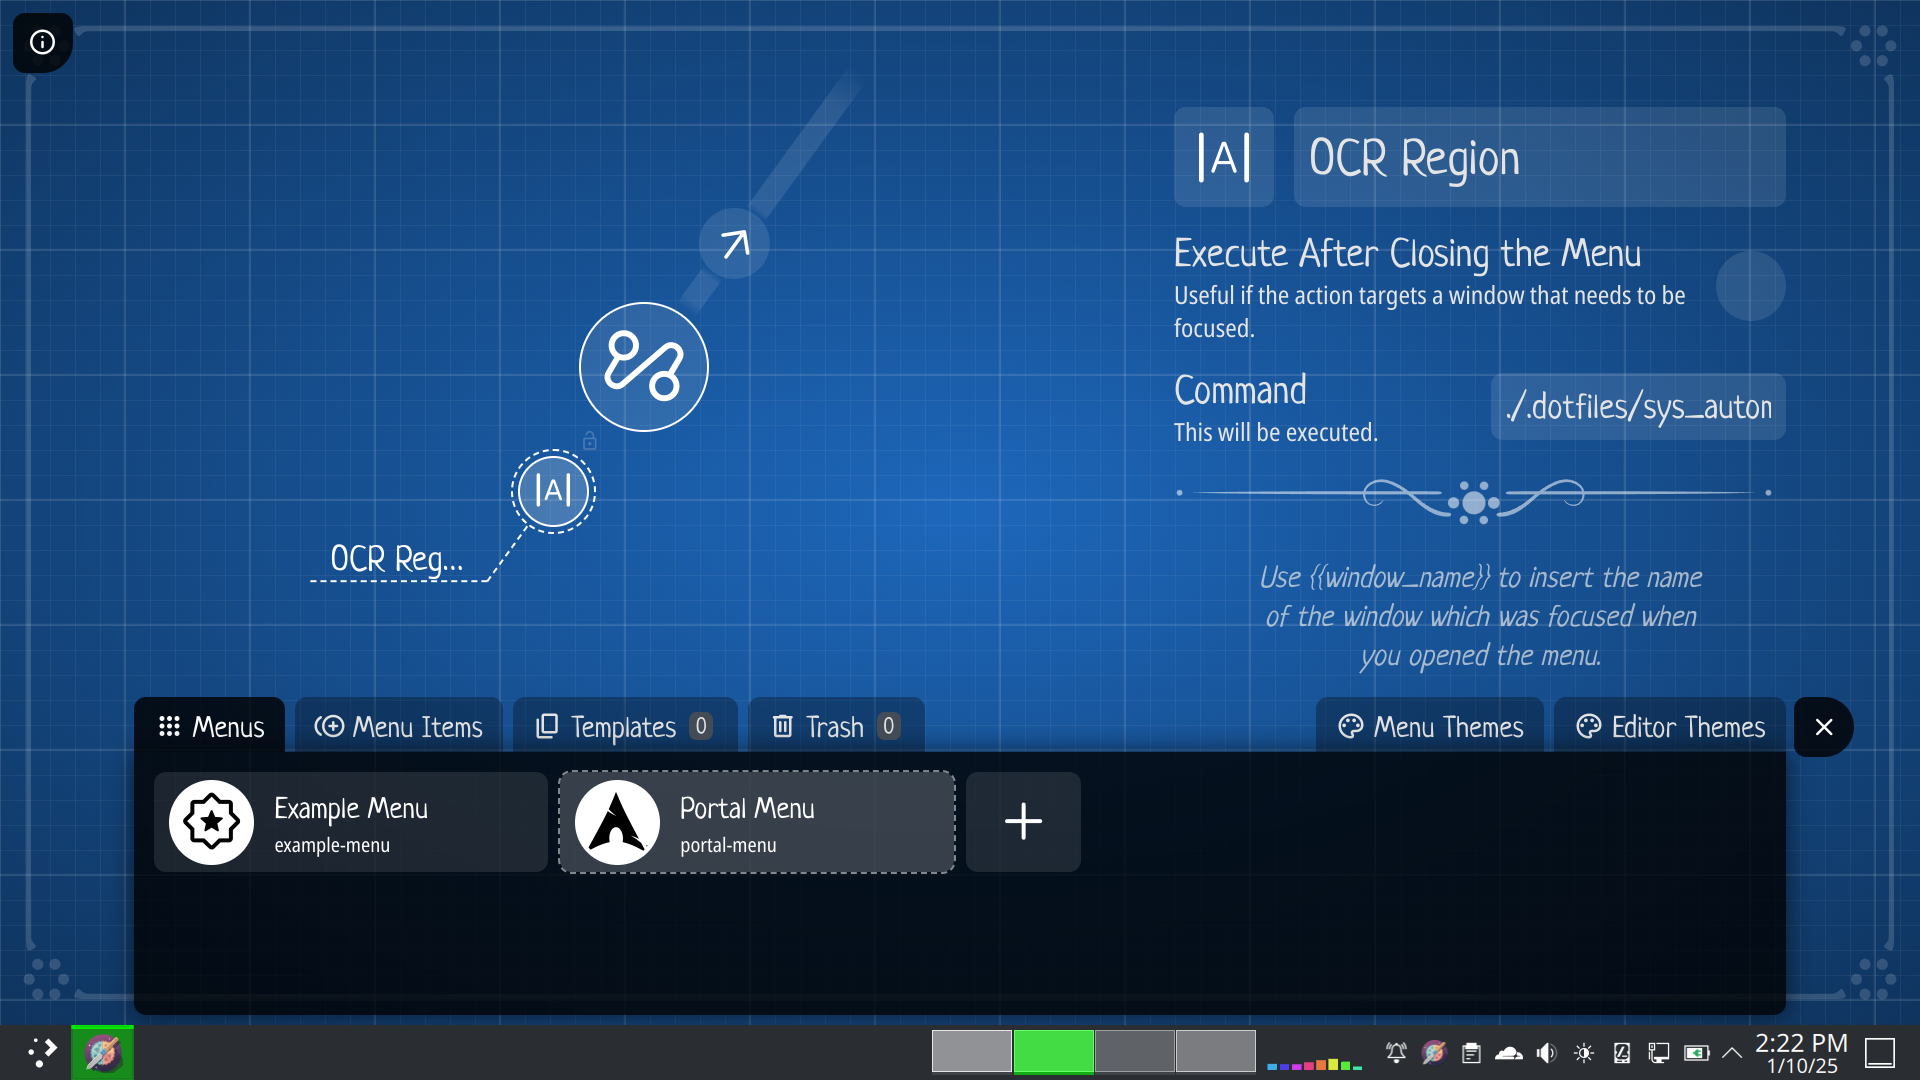 |A|
OCR Region
Execute After Closing the Menu
Useful if the action targets a window that needs to be
focused.
Command
./.dotfiles/sys_autom
This will be executed.
|A|
OCR Reg...
Use {{window_name}} to insert the name
of the window which was focused when
you opened the menu.
Menus
Menu Items
Templates 0
Trash 0
Menu Themes
Editor Themes
Example Menu
example-menu
Portal Menu
portal-menu
2:22 PM
1/10/25